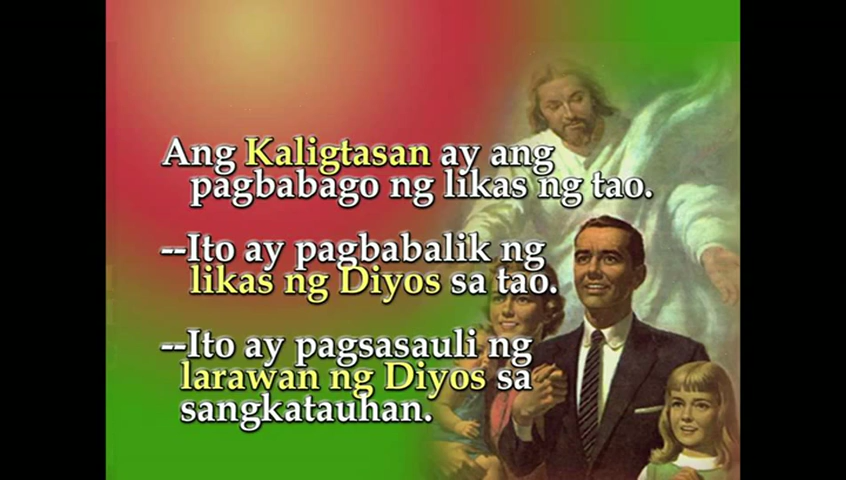 Ang Kaligtasan ay ang
pagbabago ng likas ng tao.
--Ito ay pagbabalik ng
likas ng Diyos sa tao.
--Ito ay pagsasauli ng
larawan ng Diyos sa
sangkatauhan.